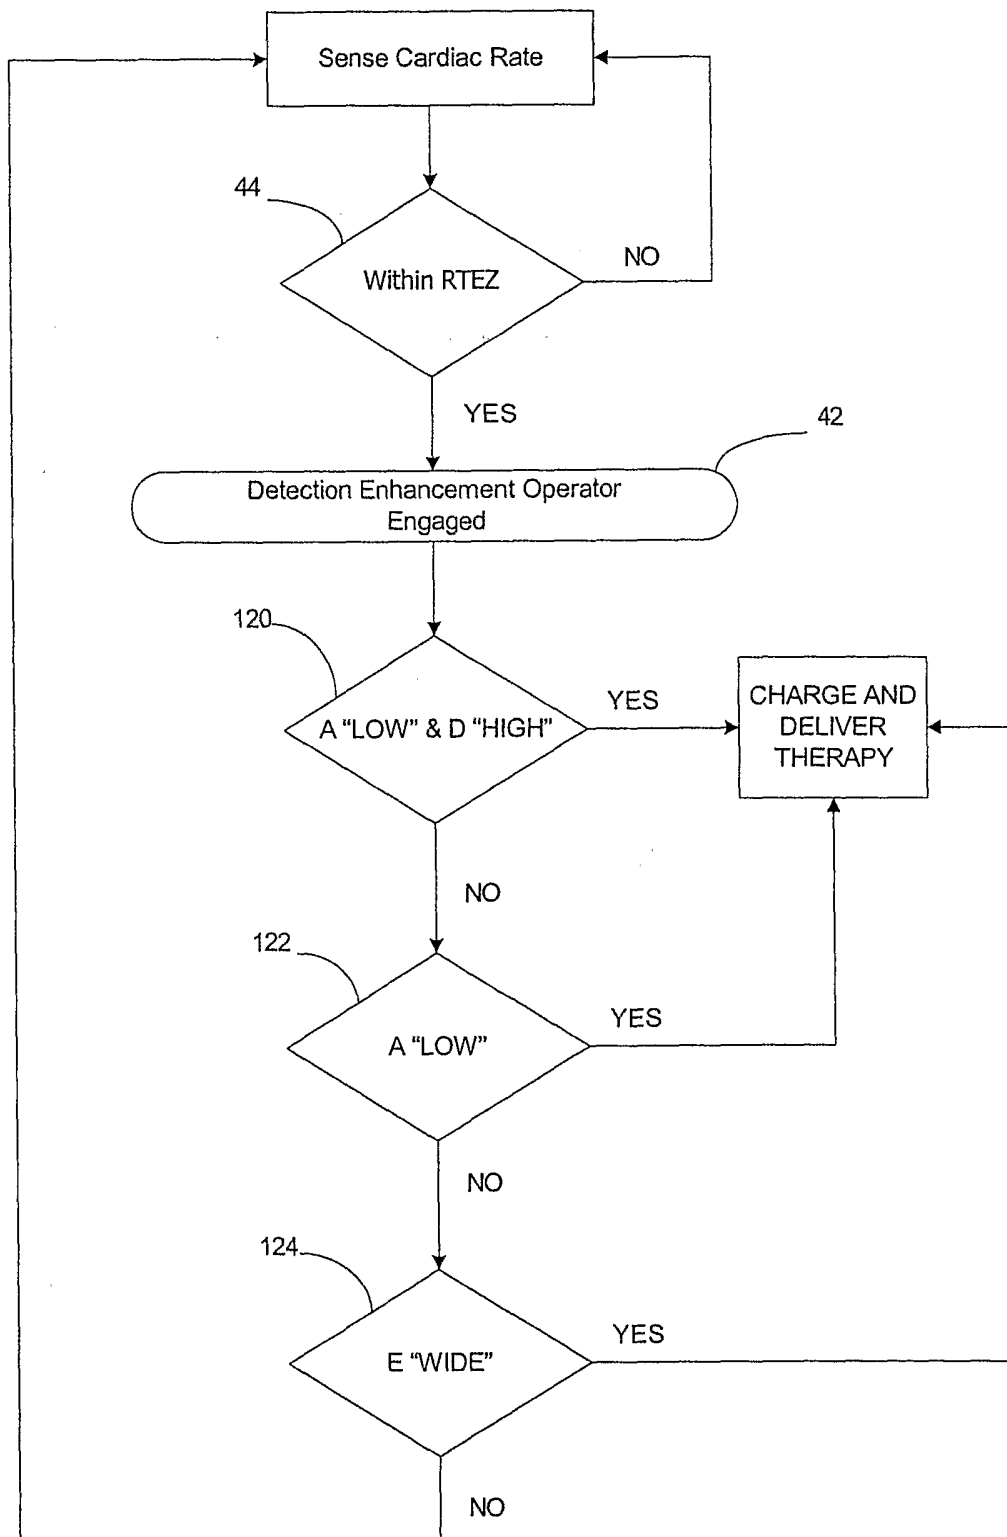 Sense Cardiac Rate
44
Within RTEZ
NO
YES
42
Detection Enhancement Operator
Engaged
120
A “LOW” & D “HIGH”
YES
CHARGE AND
DELIVER
THERAPY
NO
122
A “LOW”
YES
NO
124
E “WIDE”
YES
NO